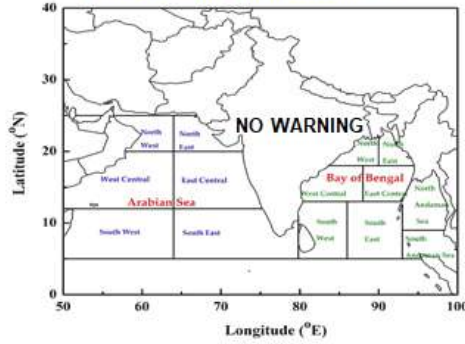 Latitude (°N)
40
30
20
10
0
NO WARNING
North
West
North
East
West Central
East Central
Arabian Sea
South West
South East
North
West
North
East
Bay of Bengal
West Central
East Central
North
Andaman
Sea
South
West
South
East
South
Andaman Sea
50
60
70
80
90
100
Longitude (°E)